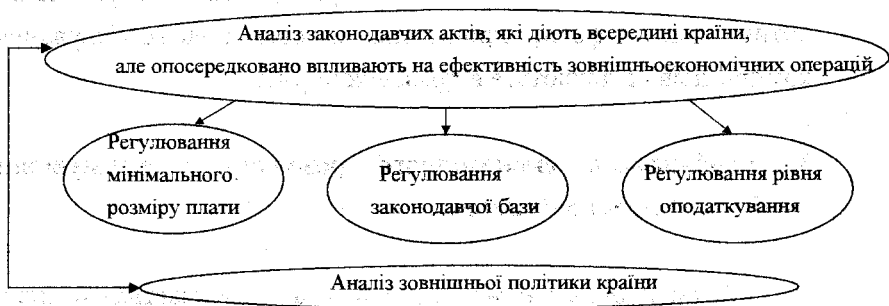 Аналіз законодавчих актів, які діють всередині країни,
але опосередковано впливають на ефективність зовнішньоекономічних операцій
Регулювання
мінімального
розміру плати
Регулювання
законодавчої бази
Регулювання рівня
оподаткування
Аналіз зовнішньої політики країни